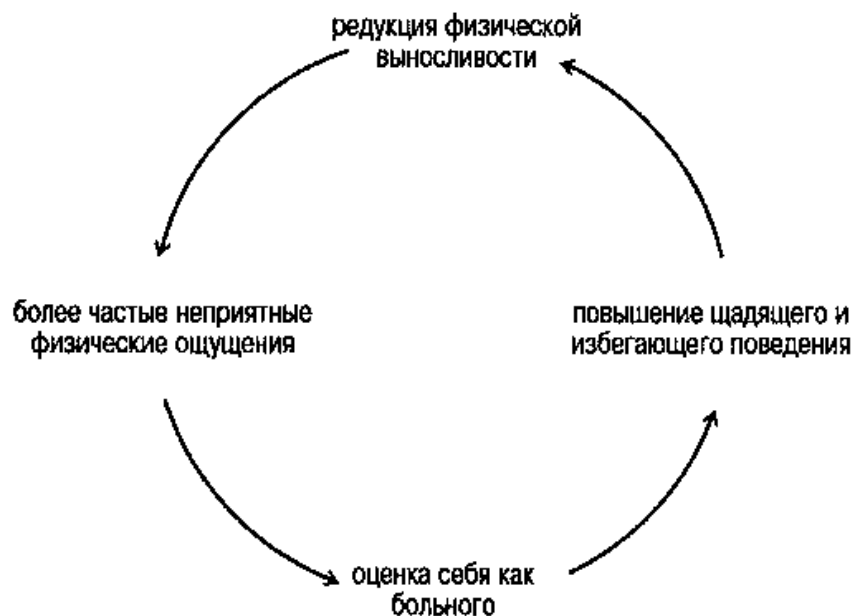 редукция физической
выносливости
более частые неприятные
физические ощущения
повышение щадящего и
избегающего поведения
оценка себя как
больного